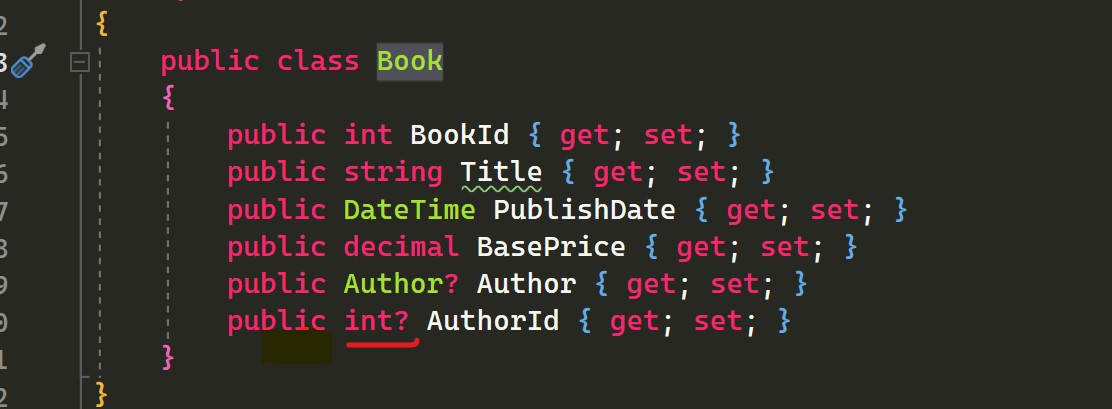 2 {
3 public class Book
4 {
5 public int BookId { get; set; }
6 public string Title { get; set; }
7 public DateTime PublishDate { get; set; }
8 public decimal BasePrice { get; set; }
9 public Author? Author { get; set; }
0 public int? AuthorId { get; set; }
1 }
2 }